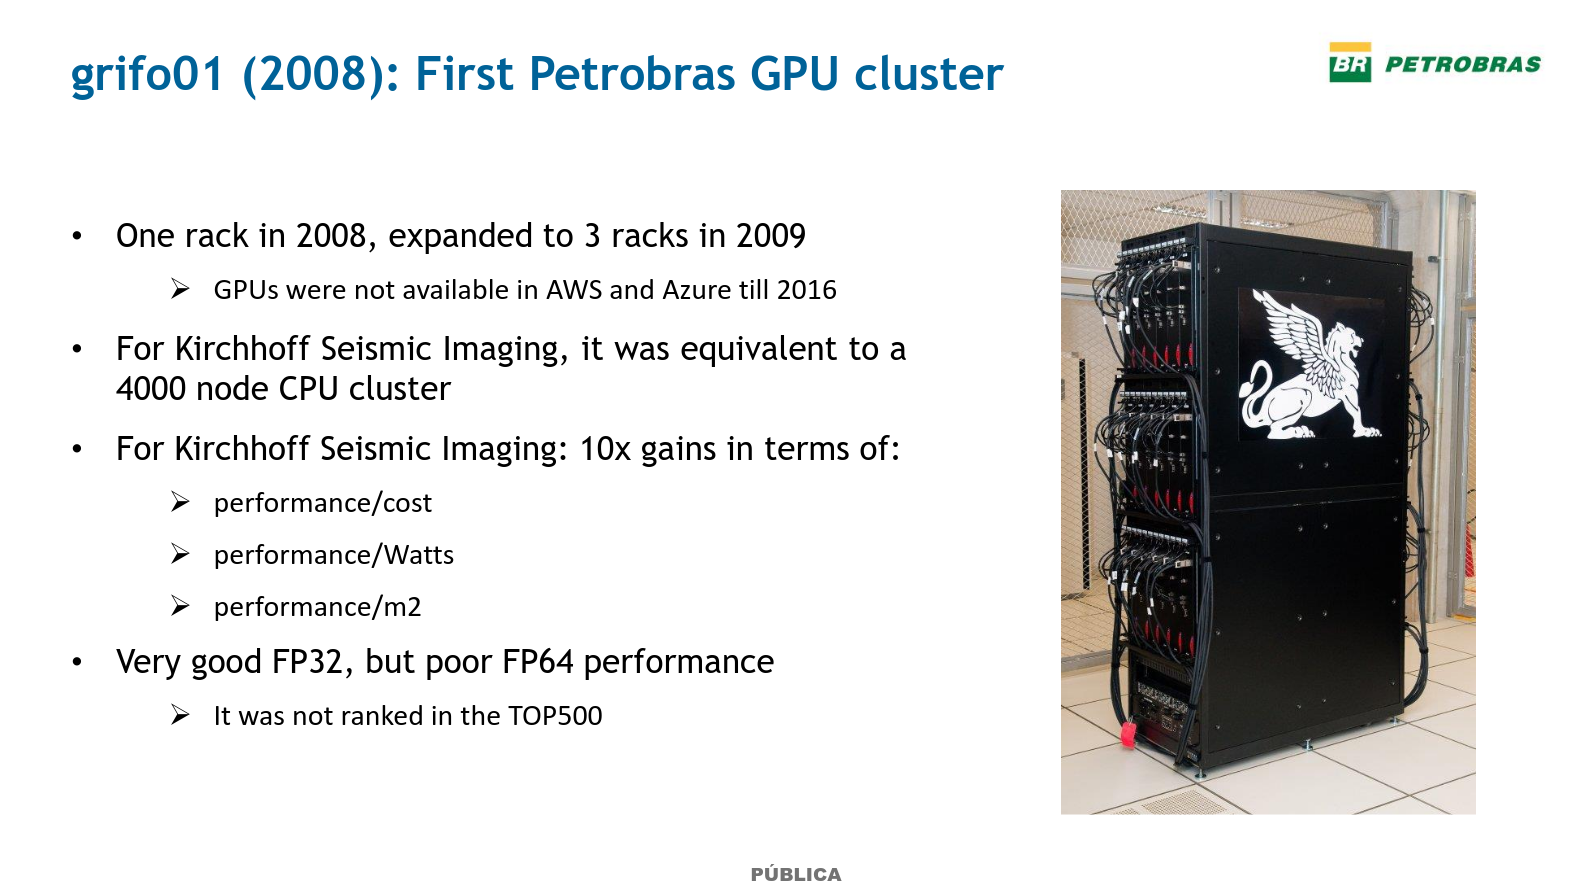 grifo01 (2008): First Petrobras GPU cluster
BR PETROBRAS
• One rack in 2008, expanded to 3 racks in 2009
➢ GPUs were not available in AWS and Azure till 2016
• For Kirchhoff Seismic Imaging, it was equivalent to a
4000 node CPU cluster
• For Kirchhoff Seismic Imaging: 10x gains in terms of:
➢ performance/cost
➢ performance/Watts
➢ performance/m2
• Very good FP32, but poor FP64 performance
➢ It was not ranked in the TOP500
PÚBLICA